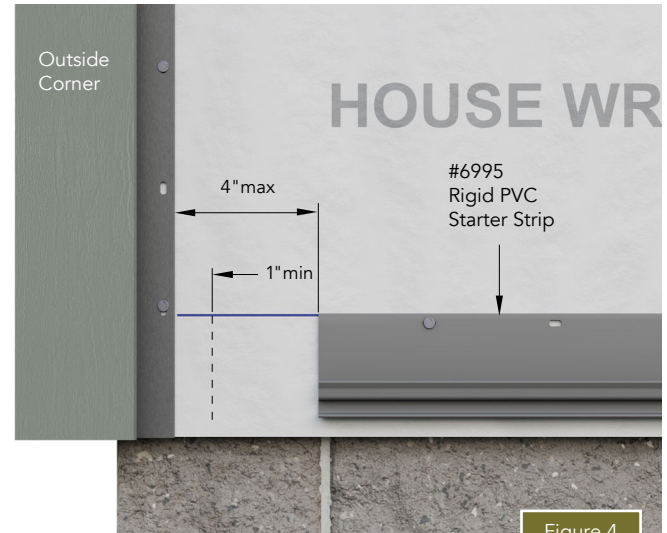 Outside
Corner
HOUSE WR
4"max
#6995
Rigid PVC
Starter Strip
1"min
Figure 4